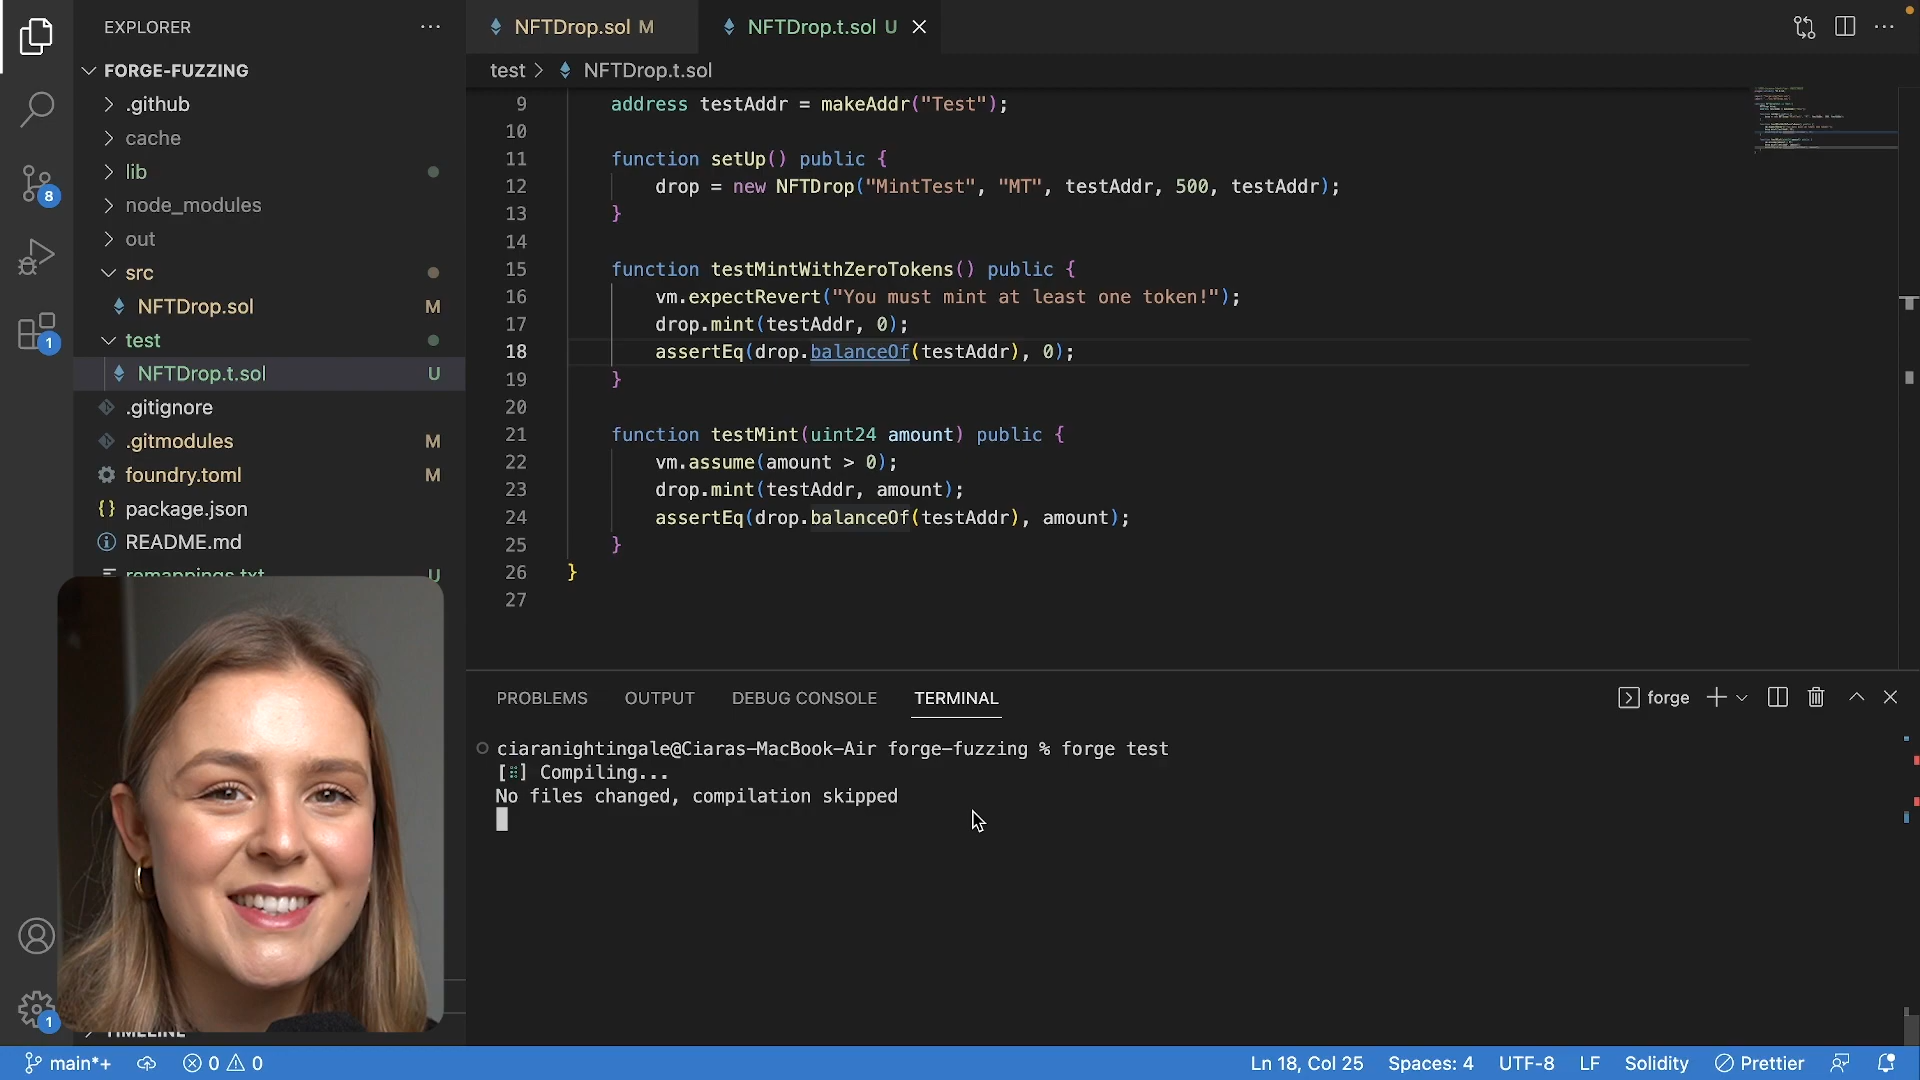 EXPLORER
FORGE-FUZZING
.github
cache
lib
node_modules
out
src
NFTDrop.sol M
test
NFTDrop.t.sol U
.gitignore
.gitmodules M
foundry.toml M
package.json
README.md
remappings.txt U
TIMELINE
8
1
1
NFTDrop.sol M
NFTDrop.t.sol U
test > NFTDrop.t.sol
9 address testAddr = makeAddr("Test");
10
11 function setUp() public {
12 drop = new NFTDrop("MintTest", "MT", testAddr, 500, testAddr);
13 }
14
15 function testMintWithZeroTokens() public {
16 vm.expectRevert("You must mint at least one token!");
17 drop.mint(testAddr, 0);
18 assertEq(drop.balanceOf(testAddr), 0);
19 }
20
21 function testMint(uint24 amount) public {
22 vm.assume(amount > 0);
23 drop.mint(testAddr, amount);
24 assertEq(drop.balanceOf(testAddr), amount);
25 }
26 }
27
PROBLEMS OUTPUT DEBUG CONSOLE TERMINAL forge
ciaranightingale@Ciaras-MacBook-Air forge-fuzzing % forge test
[⠿] Compiling...
No files changed, compilation skipped
main*+ 0 0 Ln 18, Col 25 Spaces: 4 UTF-8 LF Solidity Prettier